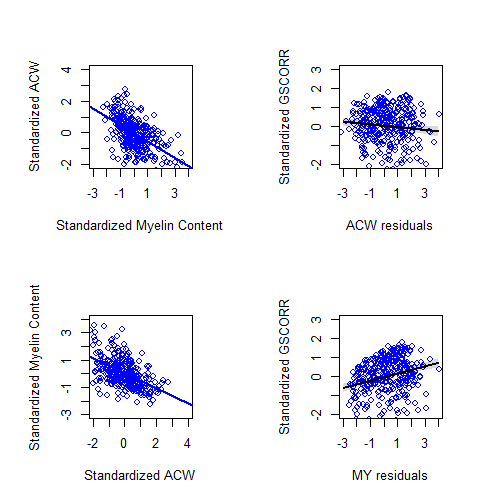 Standardized ACW
4
2
0
-2
-3 -1 1 3
Standardized Myelin Content
Standardized GSCORR
3
2
1
0
-2
-3 -1 1 3
ACW residuals
Standardized Myelin Content
3
1
-1
-3
-2 0 2 4
Standardized ACW
Standardized GSCORR
3
2
1
0
-2
-3 -1 1 3
MY residuals